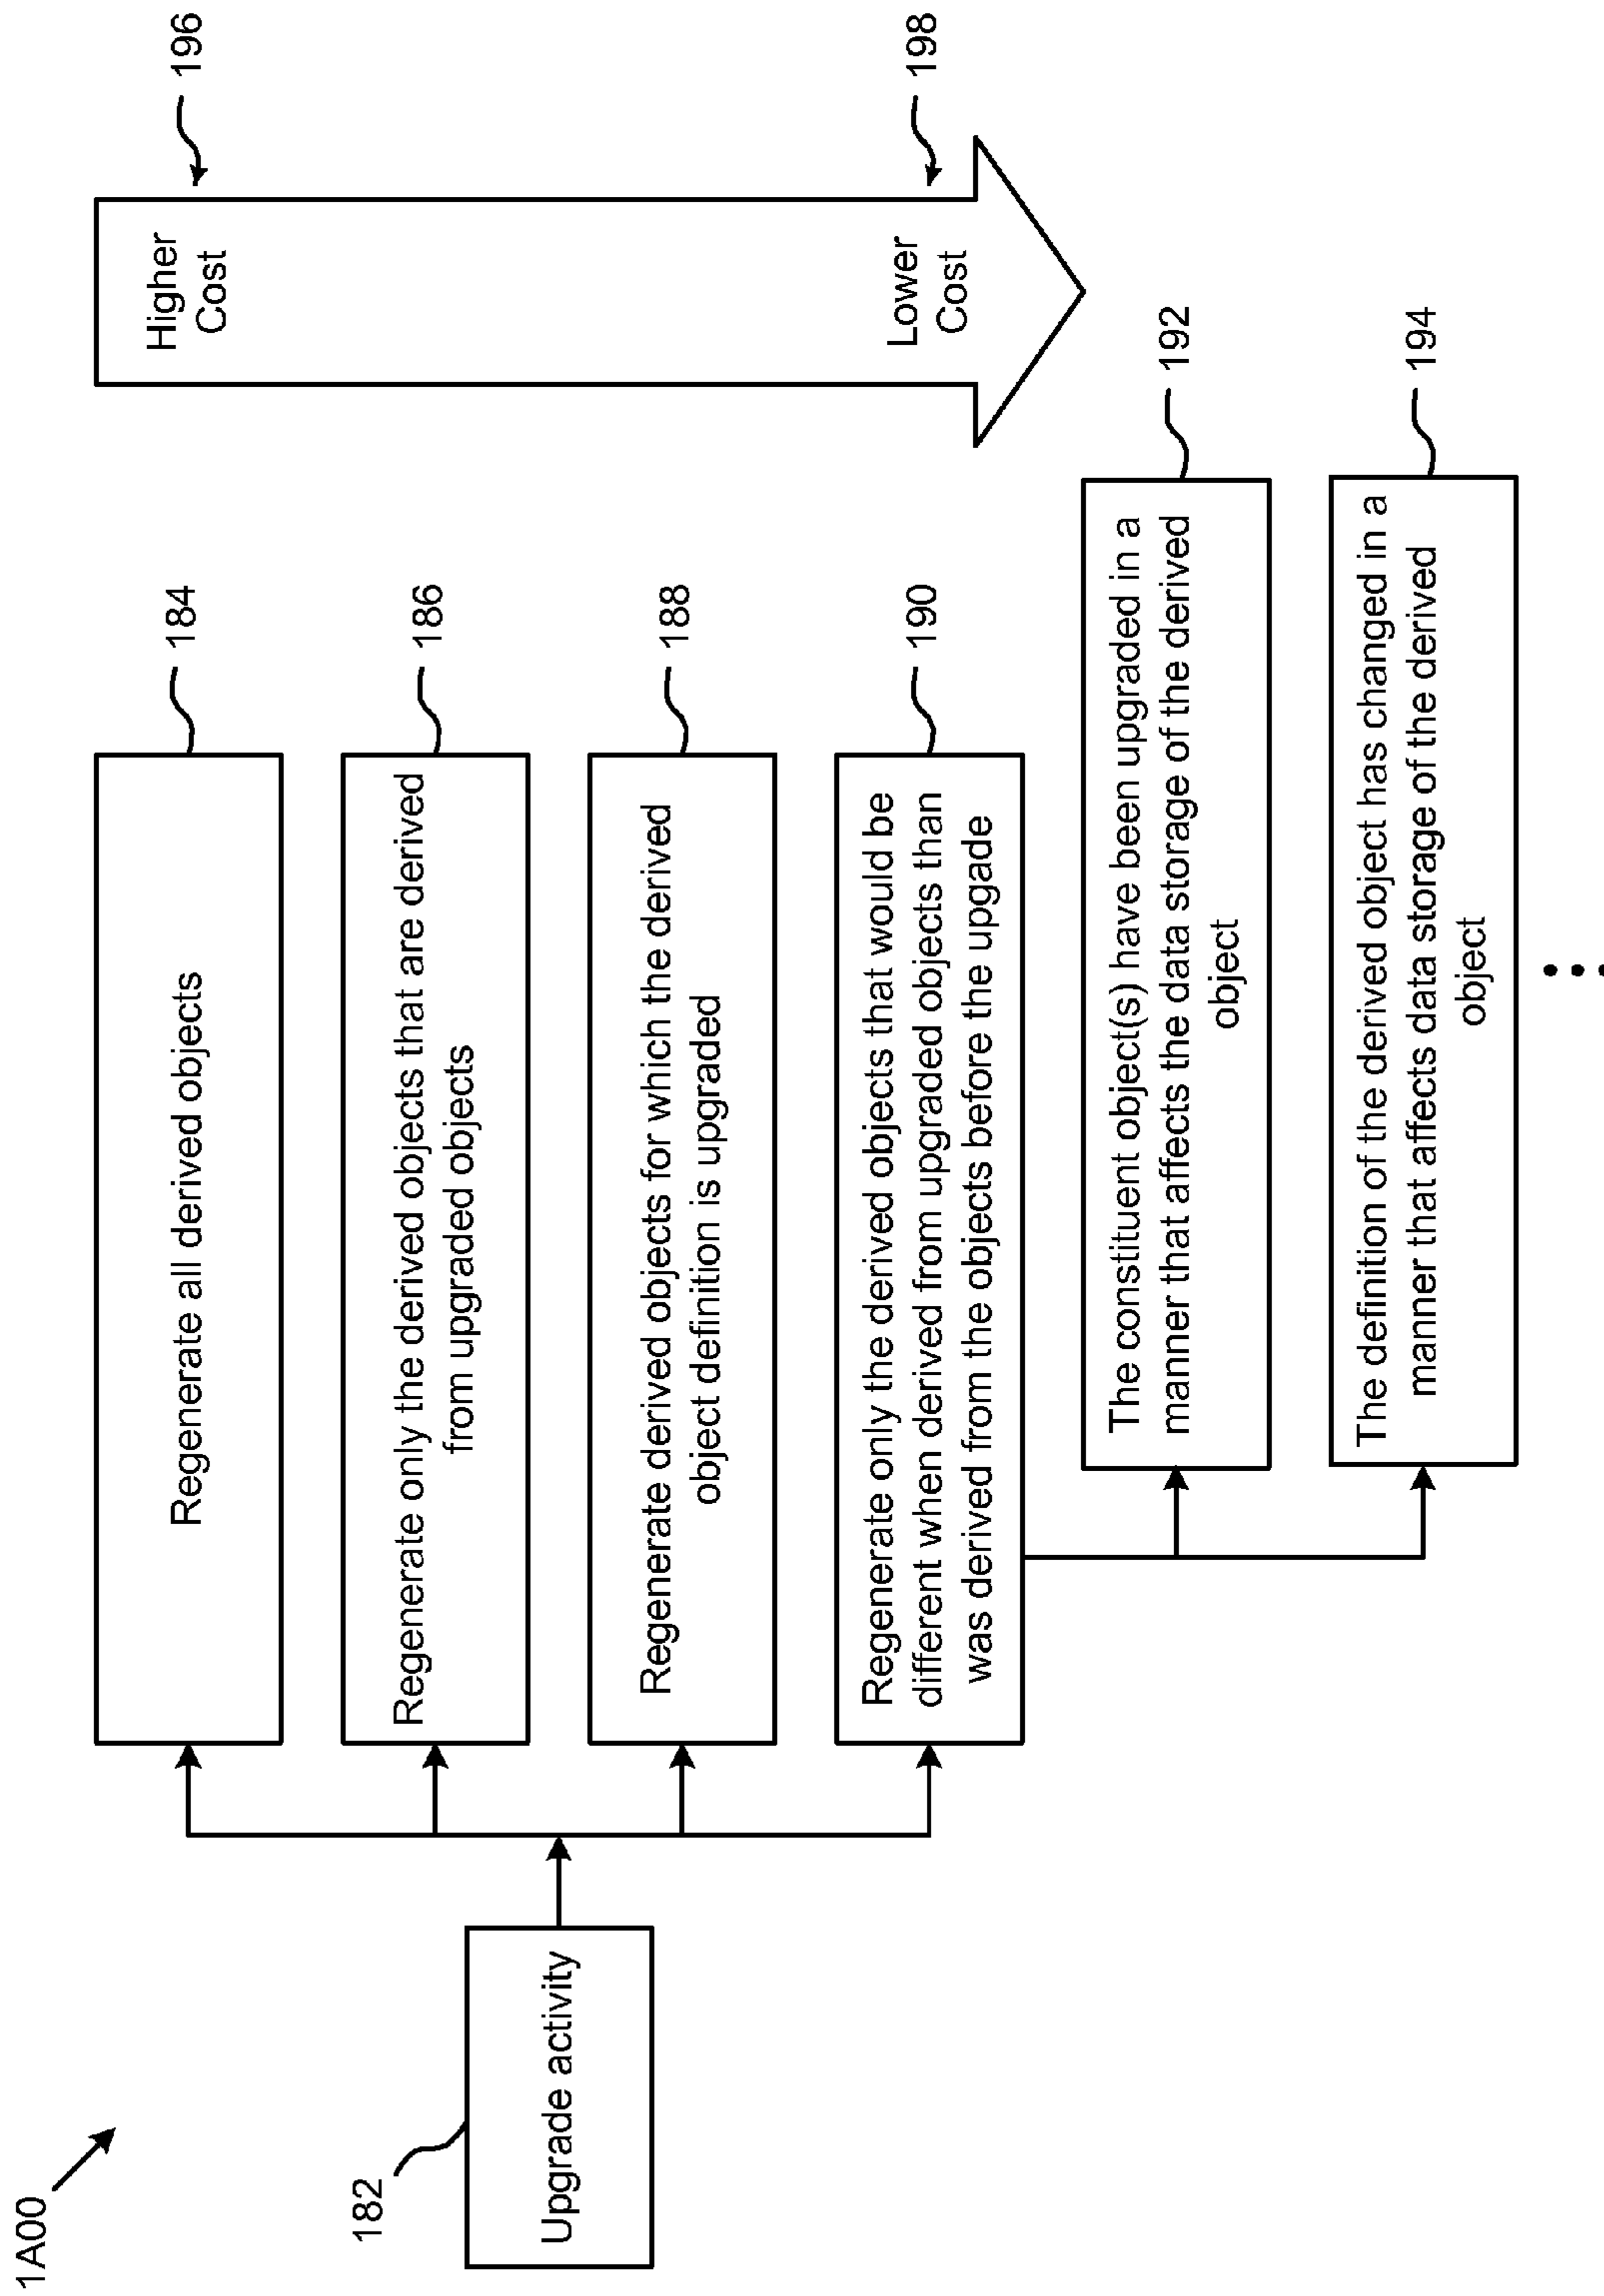 1A00
182
Upgrade activity
Regenerate all derived objects
184
Regenerate only the derived objects that are derived
from upgraded objects
186
Regenerate derived objects for which the derived
object definition is upgraded
188
Regenerate only the derived objects that would be
different when derived from upgraded objects than
was derived from the objects before the upgade
190
The constituent object(s) have been upgraded in a
manner that affects the data storage of the derived
object
192
The definition of the derived object has changed in a
manner that affects data storage of the derived
object
194
Higher
Cost
196
Lower
Cost
198